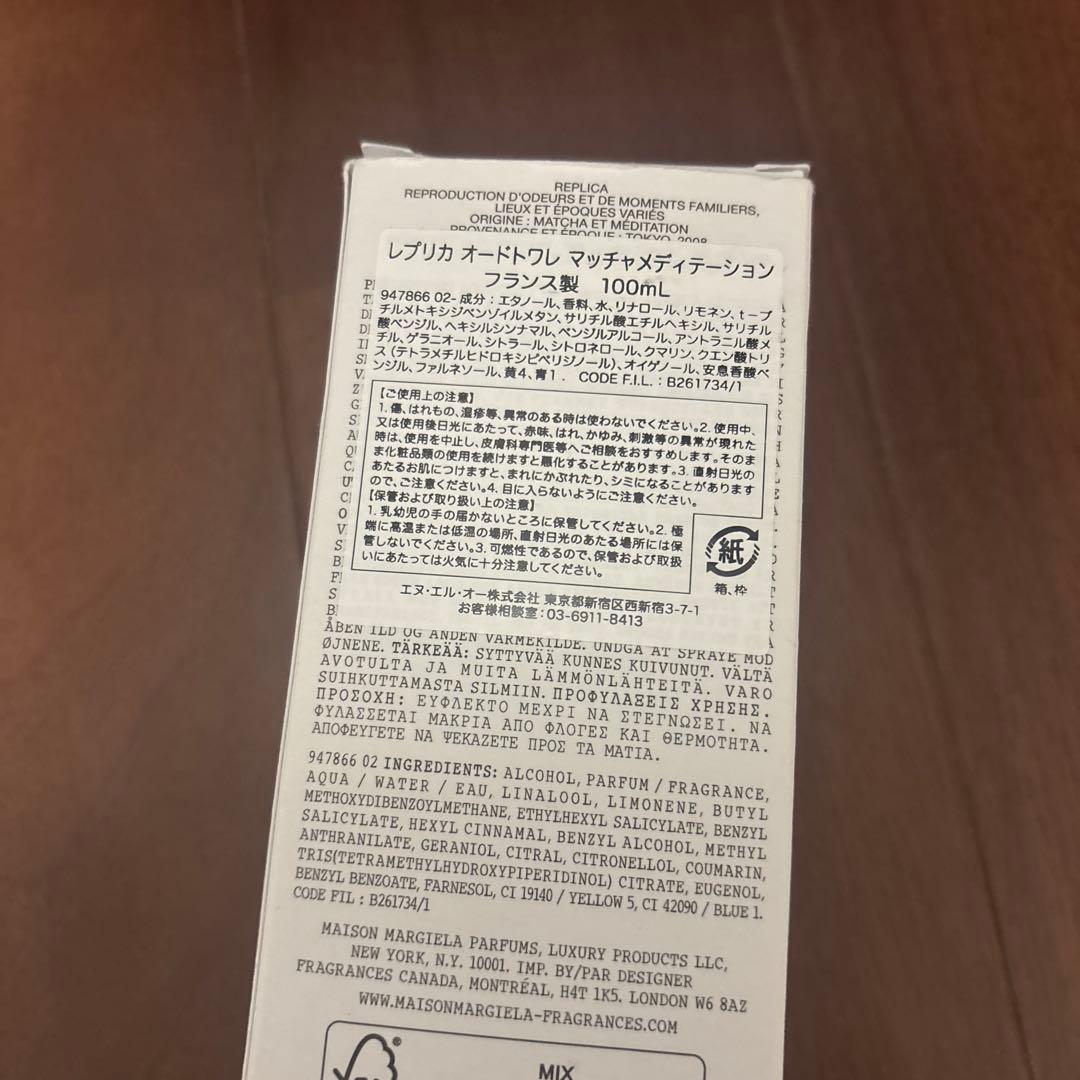 REPLICA
REPRODUCTION D'ODEURS ET DE MOMENTS FAMILIERS,
LIEUX ET ÉPOQUES VARIÉS
ORIGINE : MATCHA ET MÉDITATION
PROVENANCE ET ÉPOQUE : TOKYO, 2008
レプリカ オードトワレ マッチャメディテーション
フランス製 100mL
947866 02- 成分：エタノール、香料、水、リナロール、リモネン、t－ブ
チルメトキシジベンゾイルメタン、サリチル酸エチルヘキシル、サリチル
酸ベンジル、ヘキシルシンナマル、ベンジルアルコール、アントラニル酸メ
チル、ゲラニオール、シトラール、シトロネロール、クマリン、クエン酸トリ
ス（テトラメチルヒドロキシピペリジノール）、オイゲノール、安息香酸ベ
ンジル、ファルネソール、黄4、青1． CODE F.I.L.：B261734/1
【ご使用上の注意】
1. 傷、はれもの、湿疹等、異常のある時は使わないでください。2. 使用中、
又は使用後日光にあたって、赤味、はれ、かゆみ、刺激等の異常が現れた
時は、使用を中止し、皮膚科専門医等へご相談をおすすめします。そのま
ま化粧品類の使用を続けますと悪化することがあります。3. 直射日光の
あたるお肌につけますと、まれにかぶれたり、シミになることがあります
ので、ご注意ください。4. 目に入らないようにご注意ください。
【保管および取り扱い上の注意】
1. 乳幼児の手の届かないところに保管してください。2. 極
端に高温または低温の場所、直射日光のあたる場所には保
管しないでください。3. 可燃性であるので、保管および取扱
いにあたっては火気に十分注意してください。
紙
箱、枠
エヌ・エル・オー株式会社 東京都新宿区西新宿3-7-1
お客様相談室：03-6911-8413
ÅBEN ILD OG ANDEN VARMEKILDE. UNDGÅ AT SPRAYE MOD
ØJNENE. TÄRKEÄÄ: SYTTYVÄÄ KUNNES KUIVUNUT. VÄLTÄ
AVOTULTA JA MUITA LÄMMÖNLÄHTEITÄ. VARO
SUIHKUTTAMASTA SILMIIN. ΠΡΟΦΥΛΑΞΕΙΣ ΧΡΗΣΗΣ.
ΠΡΟΣΟΧΗ: ΕΥΦΛΕΚΤΟ ΜΕΧΡΙ ΝΑ ΣΤΕΓΝΩΣΕΙ. ΝΑ
ΦΥΛΑΣΣΕΤΑΙ ΜΑΚΡΙΑ ΑΠΟ ΦΛΟΓΕΣ ΚΑΙ ΘΕΡΜΟΤΗΤΑ.
ΑΠΟΦΕΥΓΕΤΕ ΝΑ ΨΕΚΑΖΕΤΕ ΠΡΟΣ ΤΑ ΜΑΤΙΑ.
947866 02 INGREDIENTS: ALCOHOL, PARFUM / FRAGRANCE,
AQUA / WATER / EAU, LINALOOL, LIMONENE, BUTYL
METHOXYDIBENZOYLMETHANE, ETHYLHEXYL SALICYLATE, BENZYL
SALICYLATE, HEXYL CINNAMAL, BENZYL ALCOHOL, METHYL
ANTHRANILATE, GERANIOL, CITRAL, CITRONELLOL, COUMARIN,
TRIS(TETRAMETHYLHYDROXYPIPERIDINOL) CITRATE, EUGENOL,
BENZYL BENZOATE, FARNESOL, CI 19140 / YELLOW 5, CI 42090 / BLUE 1.
CODE FIL : B261734/1
MAISON MARGIELA PARFUMS, LUXURY PRODUCTS LLC,
NEW YORK, N.Y. 10001. IMP. BY/PAR DESIGNER
FRAGRANCES CANADA, MONTRÉAL, H4T 1K5. LONDON W6 8AZ
WWW.MAISONMARGIELA-FRAGRANCES.COM
MIX